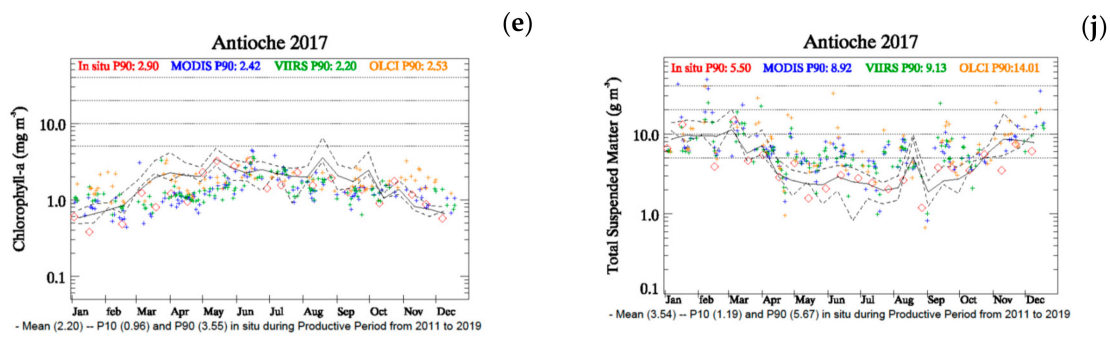 (e)
Antioche 2017
In situ P90: 2.90 MODIS P90: 2.42 VIIRS P90: 2.20 OLCI P90: 2.53
Chlorophyll-a (mg m⁻³)
10.0
1.0
0.1
Jan feb Mar Apr May Jun Jul Aug Sep Oct Nov Dec
- Mean (2.20) -- P10 (0.96) and P90 (3.55) in situ during Productive Period from 2011 to 2019
(j)
Antioche 2017
In situ P90: 5.50 MODIS P90: 8.92 VIIRS P90: 9.13 OLCI P90:14.01
Total Suspended Matter (g m⁻³)
10.0
1.0
0.1
Jan feb Mar Apr May Jun Jul Aug Sep Oct Nov Dec
- Mean (3.54) -- P10 (1.19) and P90 (5.67) in situ during Productive Period from 2011 to 2019